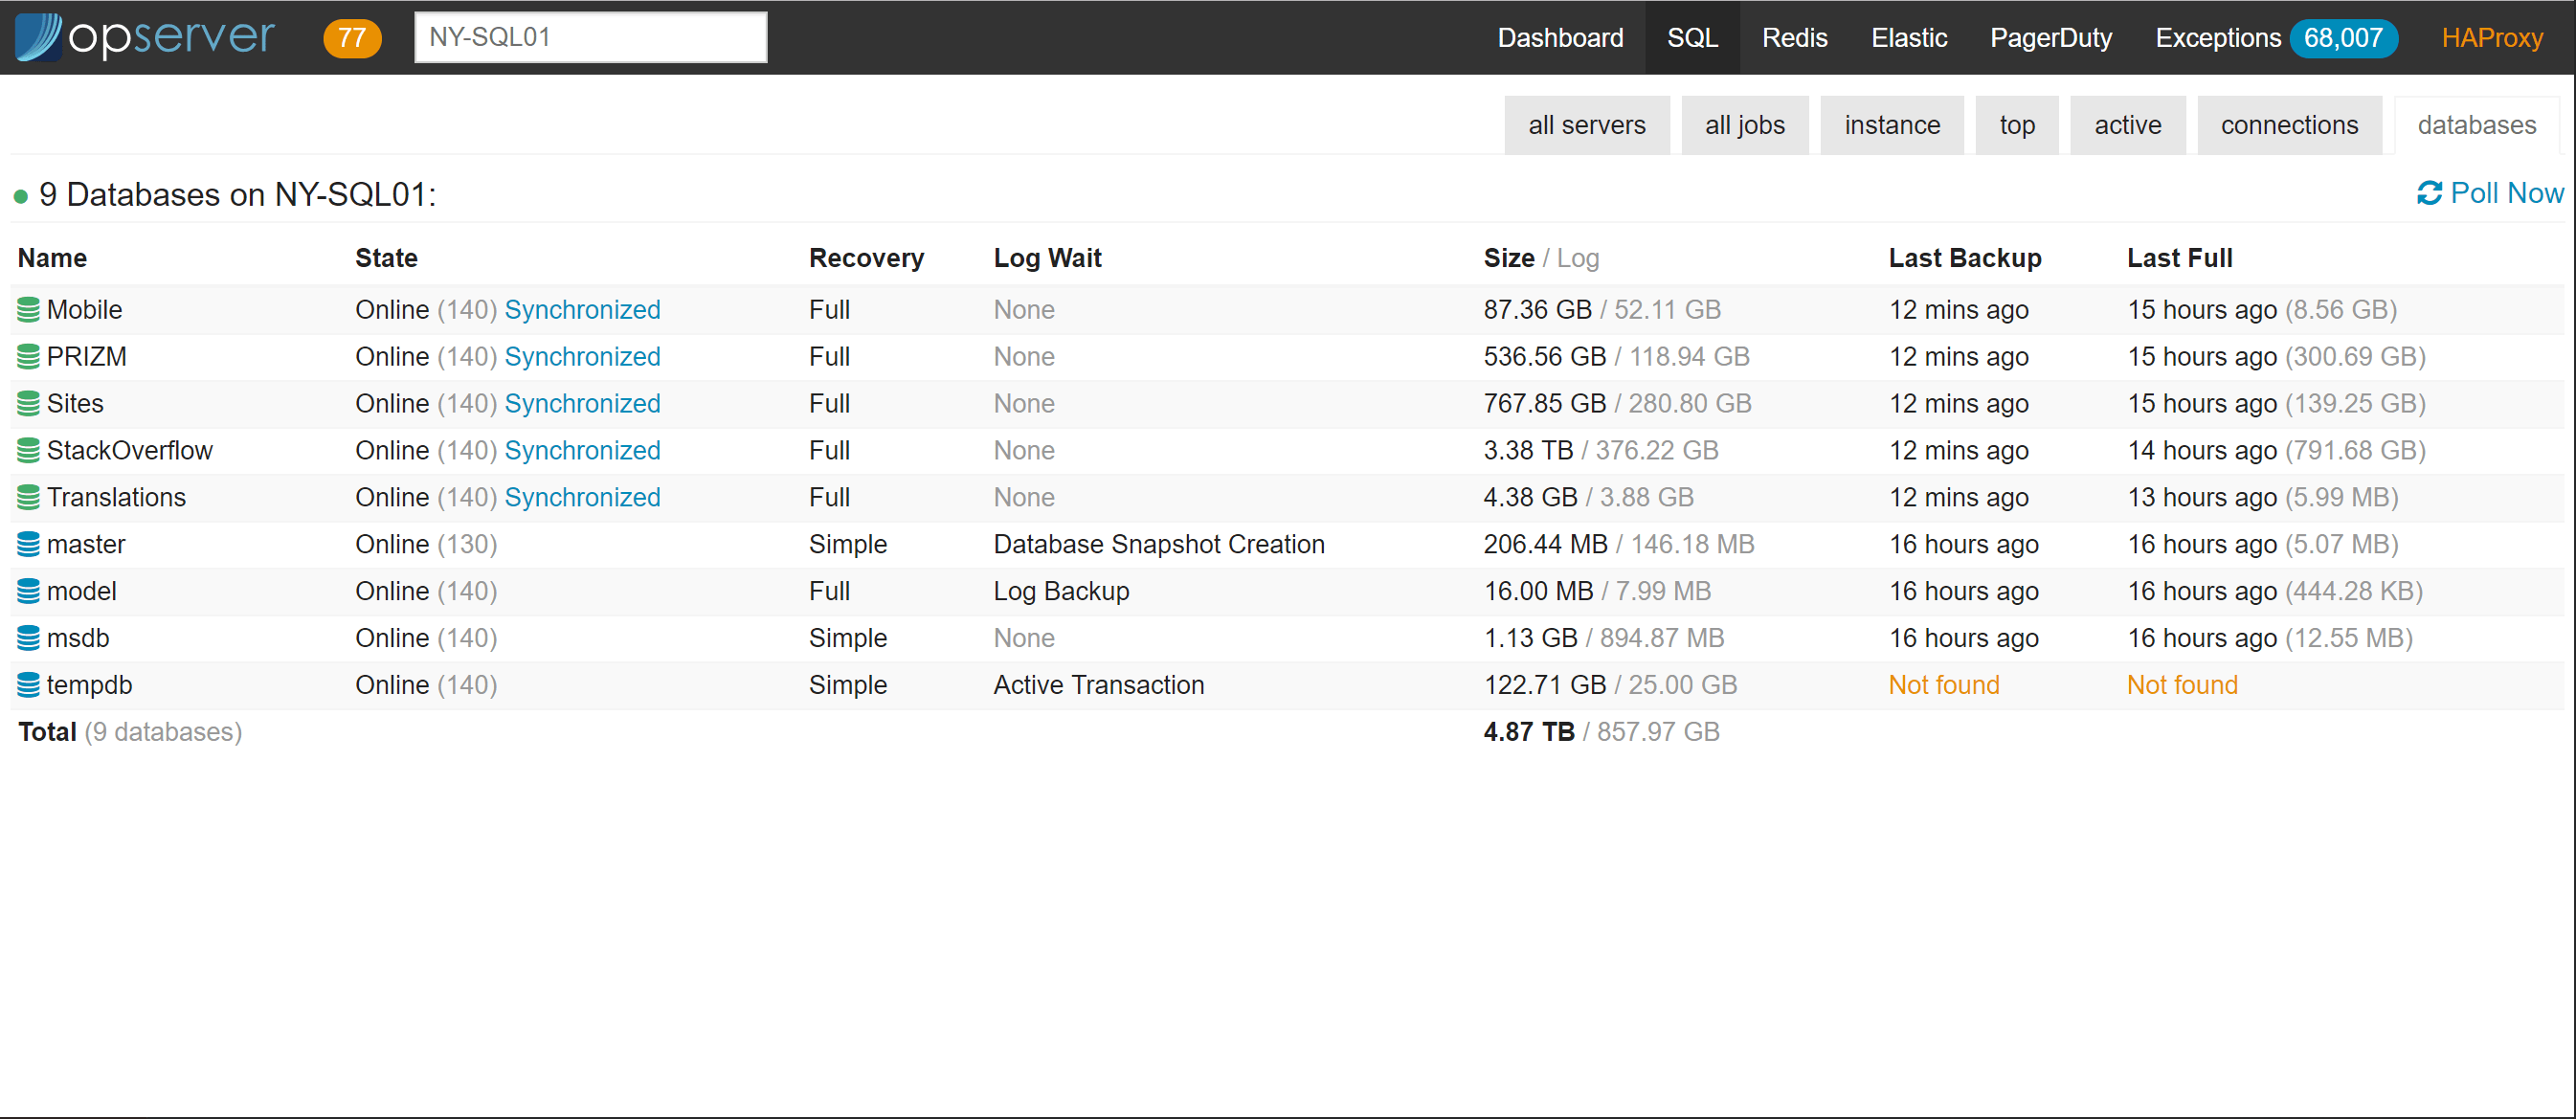 opserver 77 NY-SQL01 Dashboard SQL Redis Elastic PagerDuty Exceptions 68,007 HAProxy
all servers all jobs instance top active connections databases
9 Databases on NY-SQL01: Poll Now
Name State Recovery Log Wait Size / Log Last Backup Last Full
Mobile Online (140) Synchronized Full None 87.36 GB / 52.11 GB 12 mins ago 15 hours ago (8.56 GB)
PRIZM Online (140) Synchronized Full None 536.56 GB / 118.94 GB 12 mins ago 15 hours ago (300.69 GB)
Sites Online (140) Synchronized Full None 767.85 GB / 280.80 GB 12 mins ago 15 hours ago (139.25 GB)
StackOverflow Online (140) Synchronized Full None 3.38 TB / 376.22 GB 12 mins ago 14 hours ago (791.68 GB)
Translations Online (140) Synchronized Full None 4.38 GB / 3.88 GB 12 mins ago 13 hours ago (5.99 MB)
master Online (130) Simple Database Snapshot Creation 206.44 MB / 146.18 MB 16 hours ago 16 hours ago (5.07 MB)
model Online (140) Full Log Backup 16.00 MB / 7.99 MB 16 hours ago 16 hours ago (444.28 KB)
msdb Online (140) Simple None 1.13 GB / 894.87 MB 16 hours ago 16 hours ago (12.55 MB)
tempdb Online (140) Simple Active Transaction 122.71 GB / 25.00 GB Not found Not found
Total (9 databases) 4.87 TB / 857.97 GB